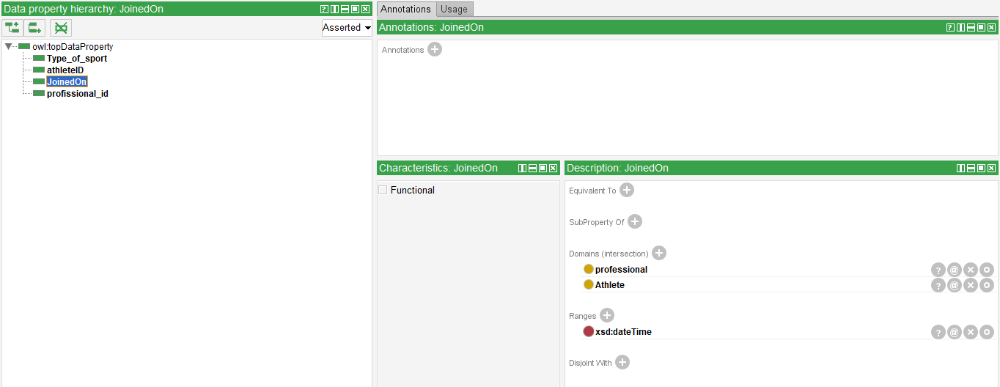 Data property hierarchy: JoinedOn
Asserted
owl:topDataProperty
Type_of_sport
athleteID
JoinedOn
profissional_id
Annotations Usage
Annotations: JoinedOn
Annotations
Characteristics: JoinedOn
Functional
Description: JoinedOn
Equivalent To
SubProperty Of
Domains (intersection)
professional
Athlete
Ranges
xsd:dateTime
Disjoint With